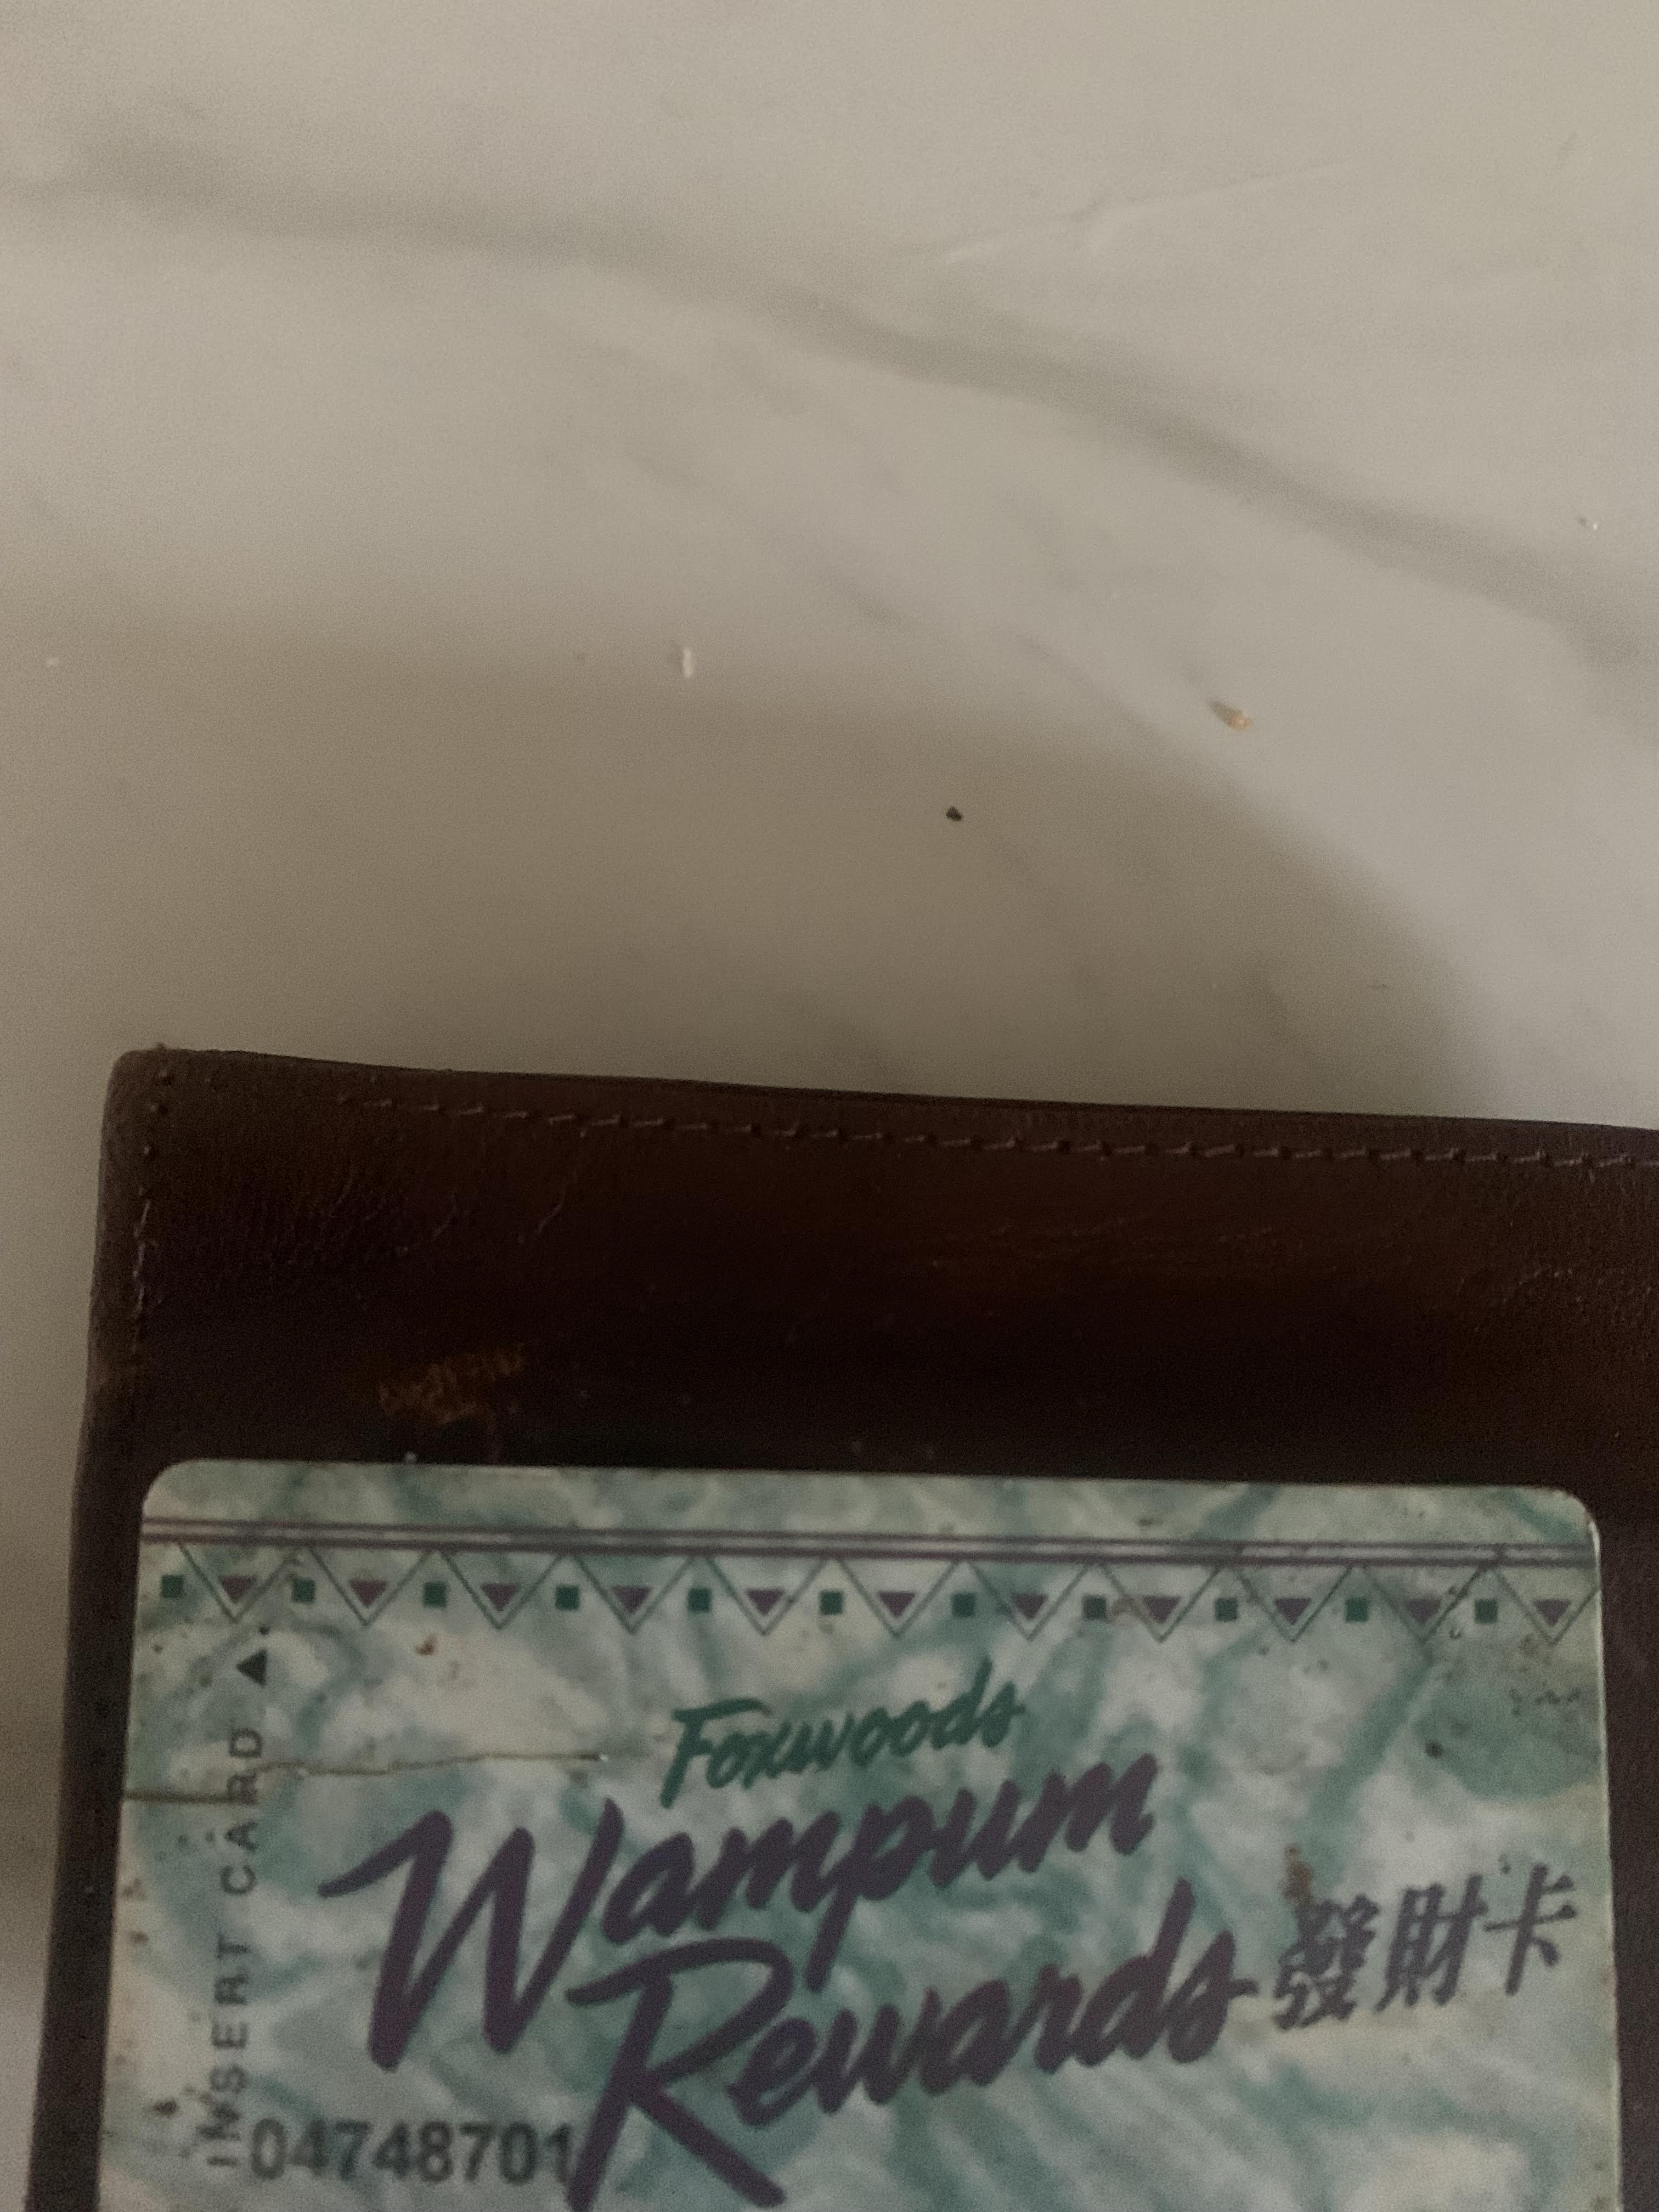 INSERT CARD ▲
Foxwoods
Wampum
Rewards 發財卡
04748701